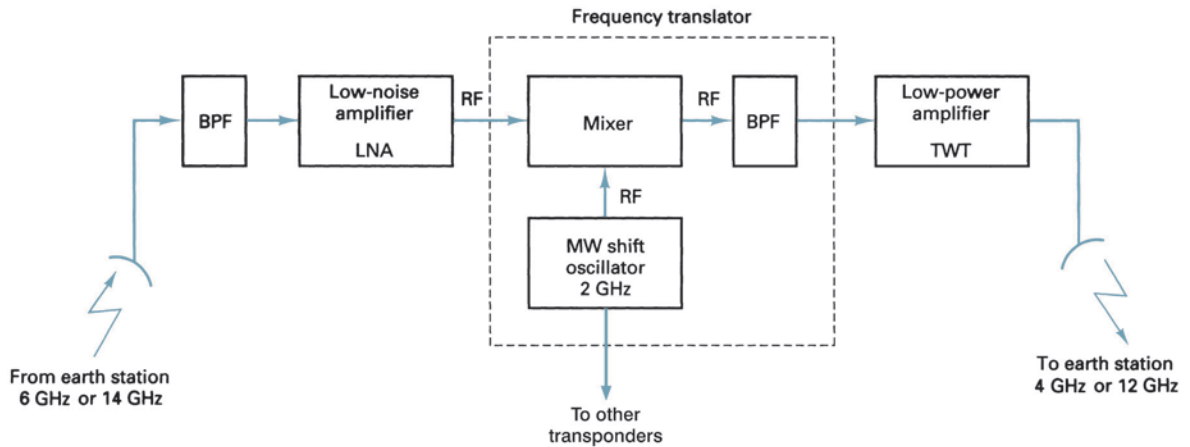 Frequency translator
BPF
Low-noise
amplifier
LNA
RF
Mixer
RF
BPF
Low-power
amplifier
TWT
RF
MW shift
oscillator
2 GHz
From earth station
6 GHz or 14 GHz
To other
transponders
To earth station
4 GHz or 12 GHz